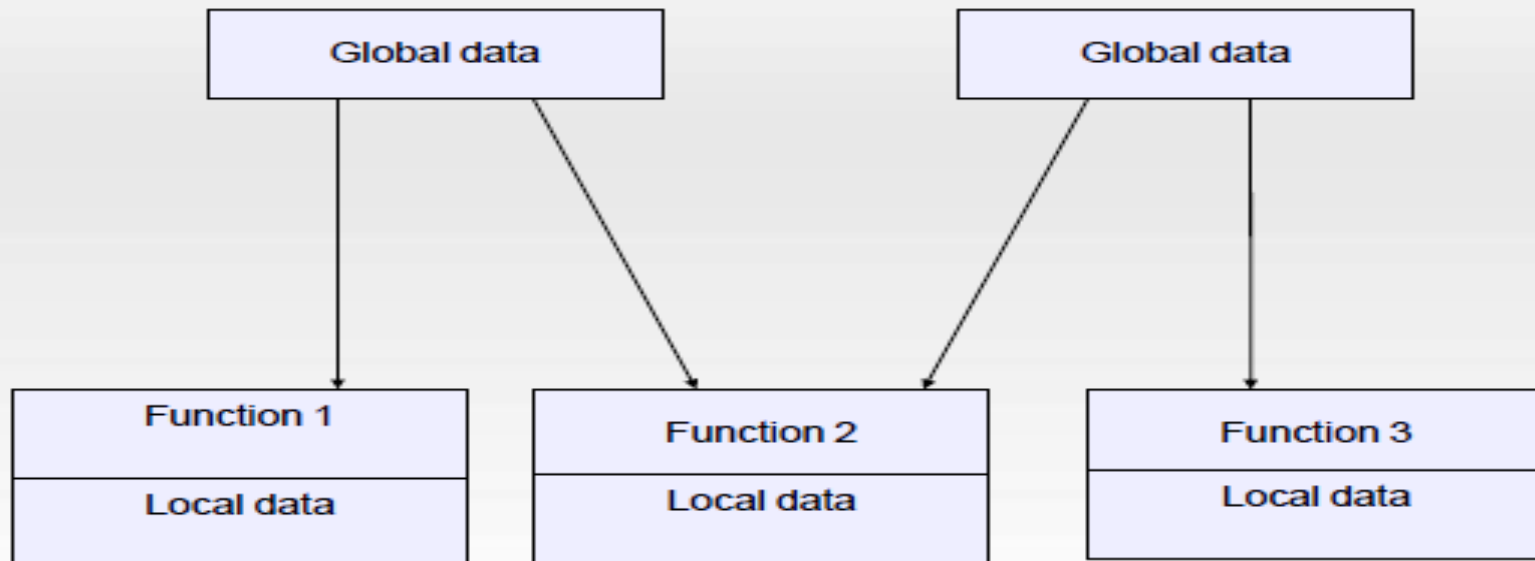 Global data
Global data
Function 1
Local data
Function 2
Local data
Function 3
Local data